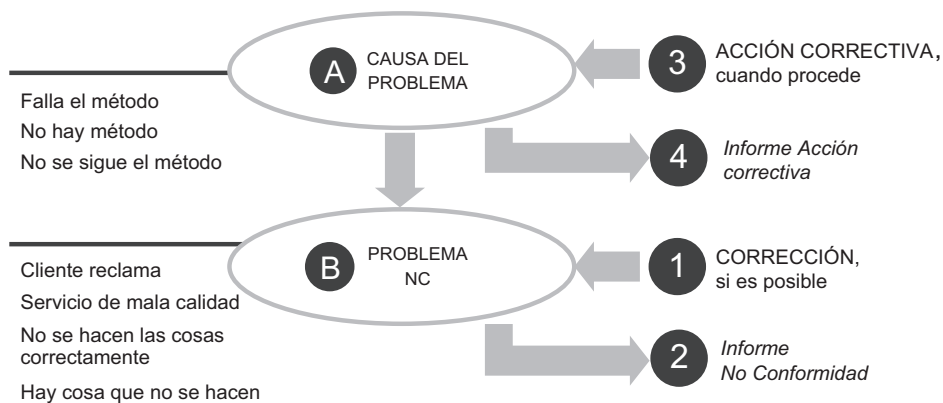 A
CAUSA DEL
PROBLEMA
3
ACCIÓN CORRECTIVA,
cuando procede
Falla el método
No hay método
No se sigue el método
4
Informe Acción
correctiva
B
PROBLEMA
NC
1
CORRECCIÓN,
si es posible
Cliente reclama
Servicio de mala calidad
No se hacen las cosas
correctamente
Hay cosa que no se hacen
2
Informe
No Conformidad